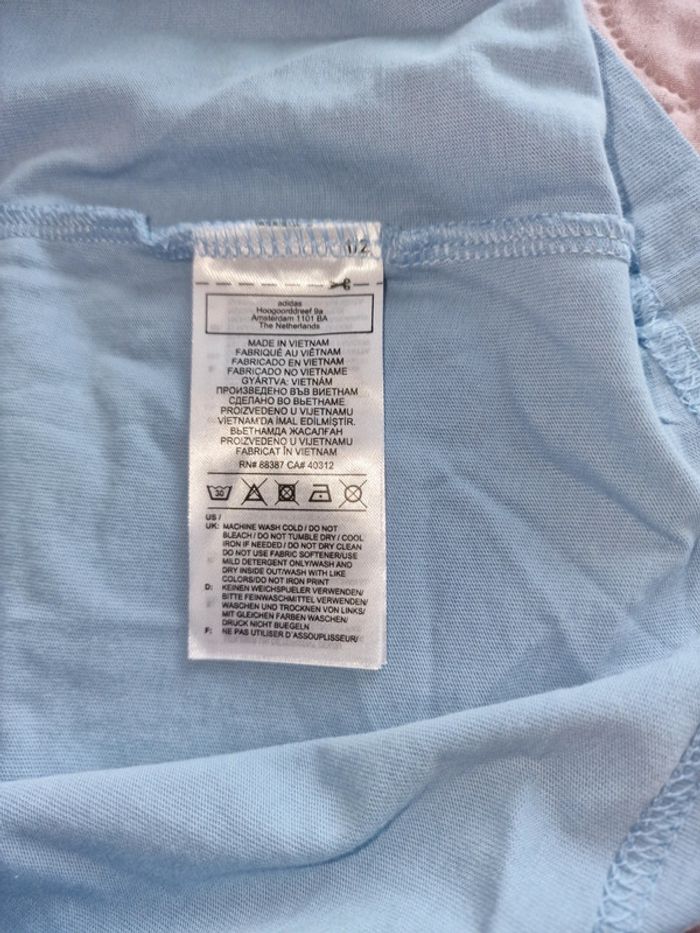 1/2
adidas
Hoogoorddreef 9a
Amsterdam 1101 BA
The Netherlands
MADE IN VIETNAM
FABRIQUÉ AU VIÊTNAM
FABRICADO EN VIETNAM
FABRICADO NO VIETNAME
GYÁRTVA: VIETNÁM
ПРОИЗВЕДЕНО ВЪВ ВИЕТНАМ
СДЕЛАНО ВО ВЬЕТНАМЕ
PROIZVEDENO U VIJETNAMU
VIETNAM'DA IMAL EDILMIŞTIR.
ВЬЕТНАМДА ЖАСАЛҒАН
PROIZVEDENO U VIJETNAMU
FABRICAT ÎN VIETNAM
RN# 88387 CA# 40312
30
US /
UK: MACHINE WASH COLD / DO NOT
BLEACH / DO NOT TUMBLE DRY / COOL
IRON IF NEEDED / DO NOT DRY CLEAN
DO NOT USE FABRIC SOFTENER/USE
MILD DETERGENT ONLY/WASH AND
DRY INSIDE OUT/WASH WITH LIKE
COLORS/DO NOT IRON PRINT
D: KEINEN WEICHSPUELER VERWENDEN/
BITTE FEINWASCHMITTEL VERWENDEN/
WASCHEN UND TROCKNEN VON LINKS/
MIT GLEICHEN FARBEN WASCHEN/
DRUCK NICHT BUEGELN
F: NE PAS UTILISER D'ASSOUPLISSEUR/